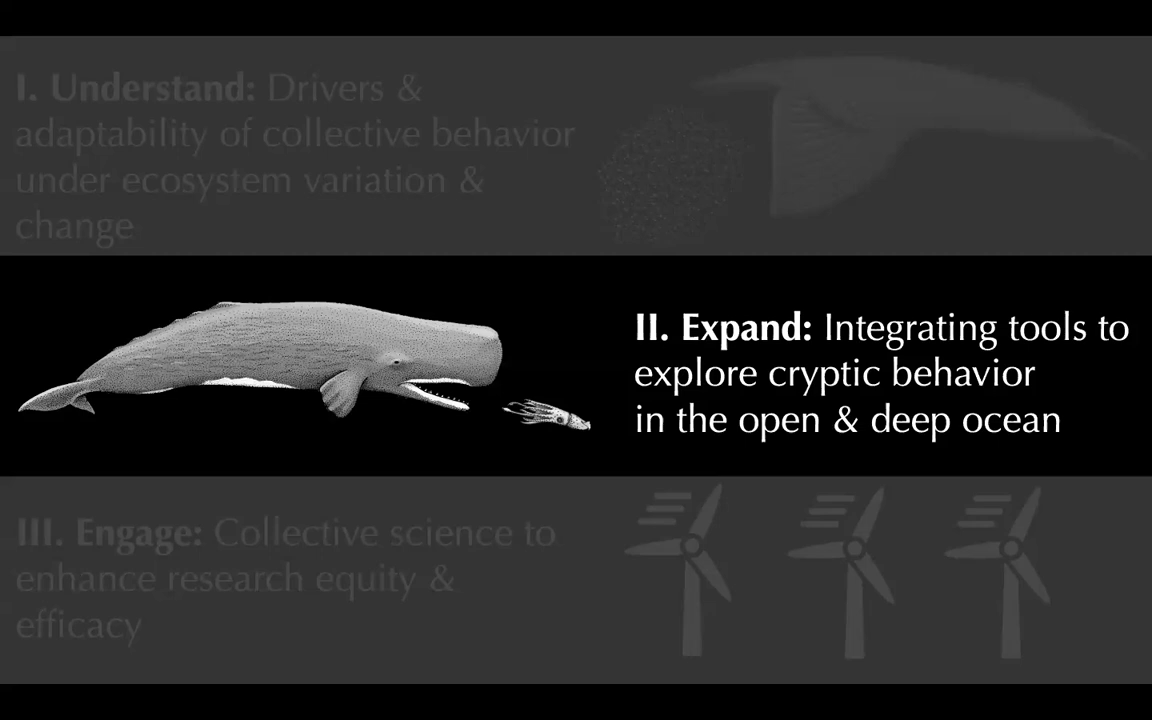 I. Understand: Drivers &
adaptability of collective behavior
under ecosystem variation &
change
II. Expand: Integrating tools to
explore cryptic behavior
in the open & deep ocean
III. Engage: Collective science to
enhance research equity &
efficacy